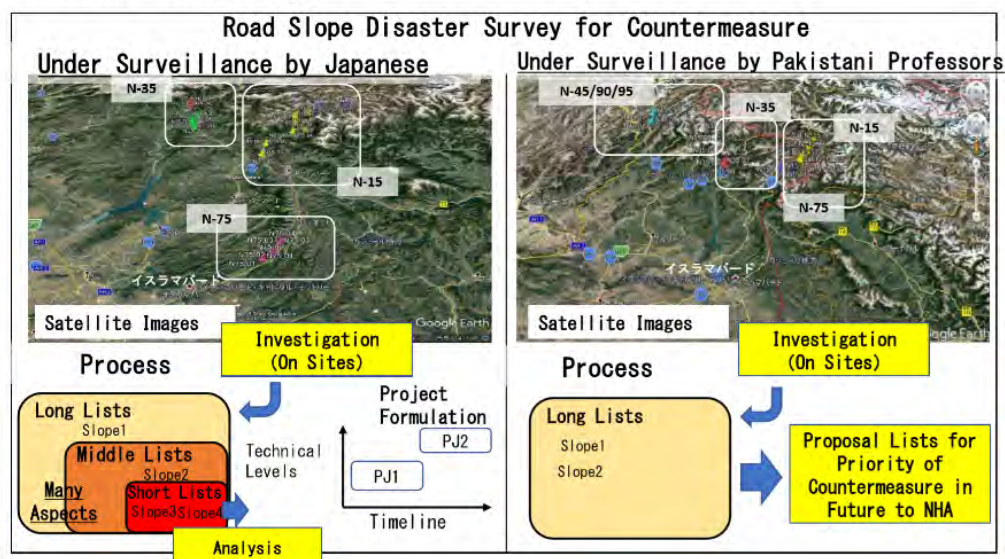 Road Slope Disaster Survey for Countermeasure
Under Surveillance by Japanese
N-35
N-15
N-75
イスラマバード
Satellite Images
Google Earth
Investigation
(On Sites)
Process
Long Lists
Slope1
Middle Lists
Slope2
Many
Aspects
Short Lists
Slope3 Slope4
Analysis
Technical
Levels
Project
Formulation
PJ2
PJ1
Timeline
Under Surveillance by Pakistani Professors
N-45/90/95
N-35
N-15
N-75
イスラマバード
Satellite Images
Google Earth
Investigation
(On Sites)
Process
Long Lists
Slope1
Slope2
Proposal Lists for
Priority of
Countermeasure in
Future to NHA